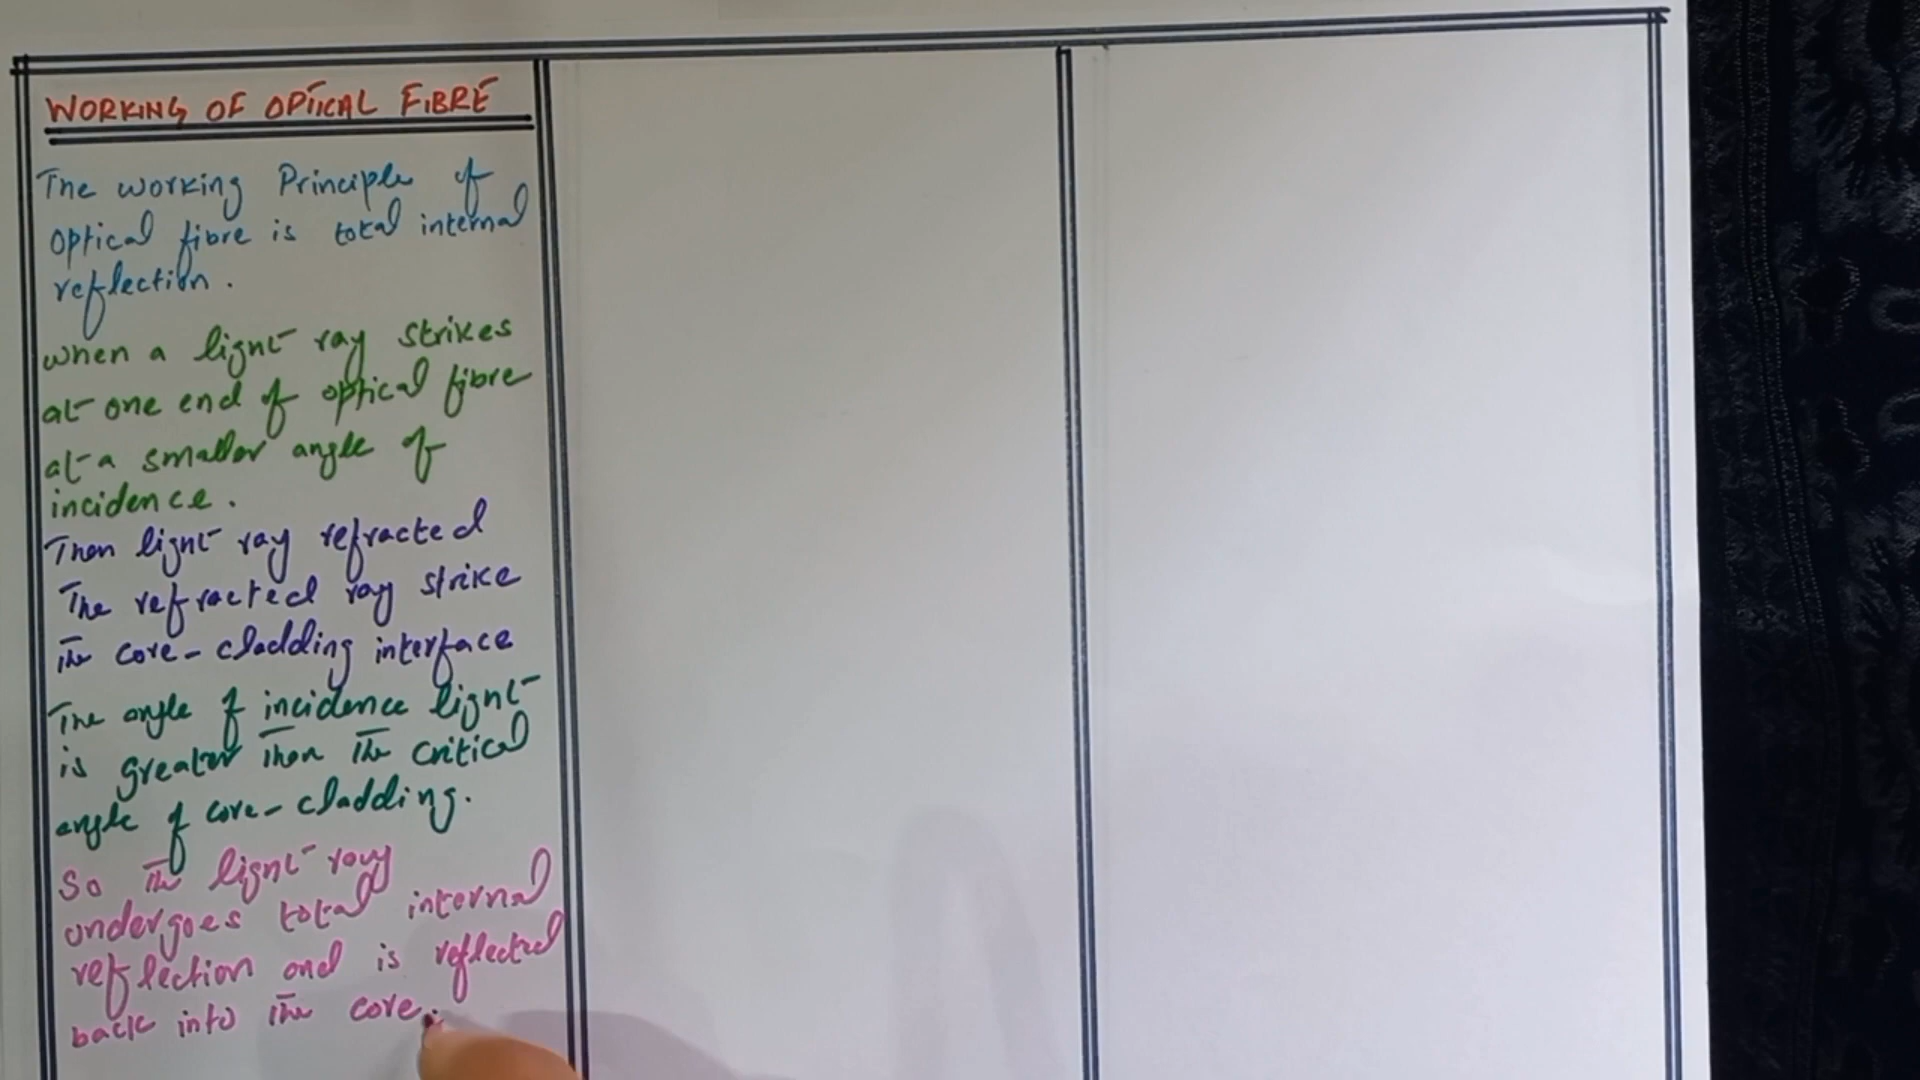 WORKING OF OPTICAL FIBRE
The working Principle of
optical fibre is total internal
reflection.
when a light ray strikes
at one end of optical fibre
at a smaller angle of
incidence.
Then light ray refracted
The refracted ray strike
the core-cladding interface
The angle of incidence light
is greater than the critical
angle of core-cladding.
So the light ray
undergoes total internal
reflection and is reflected
back into the core.